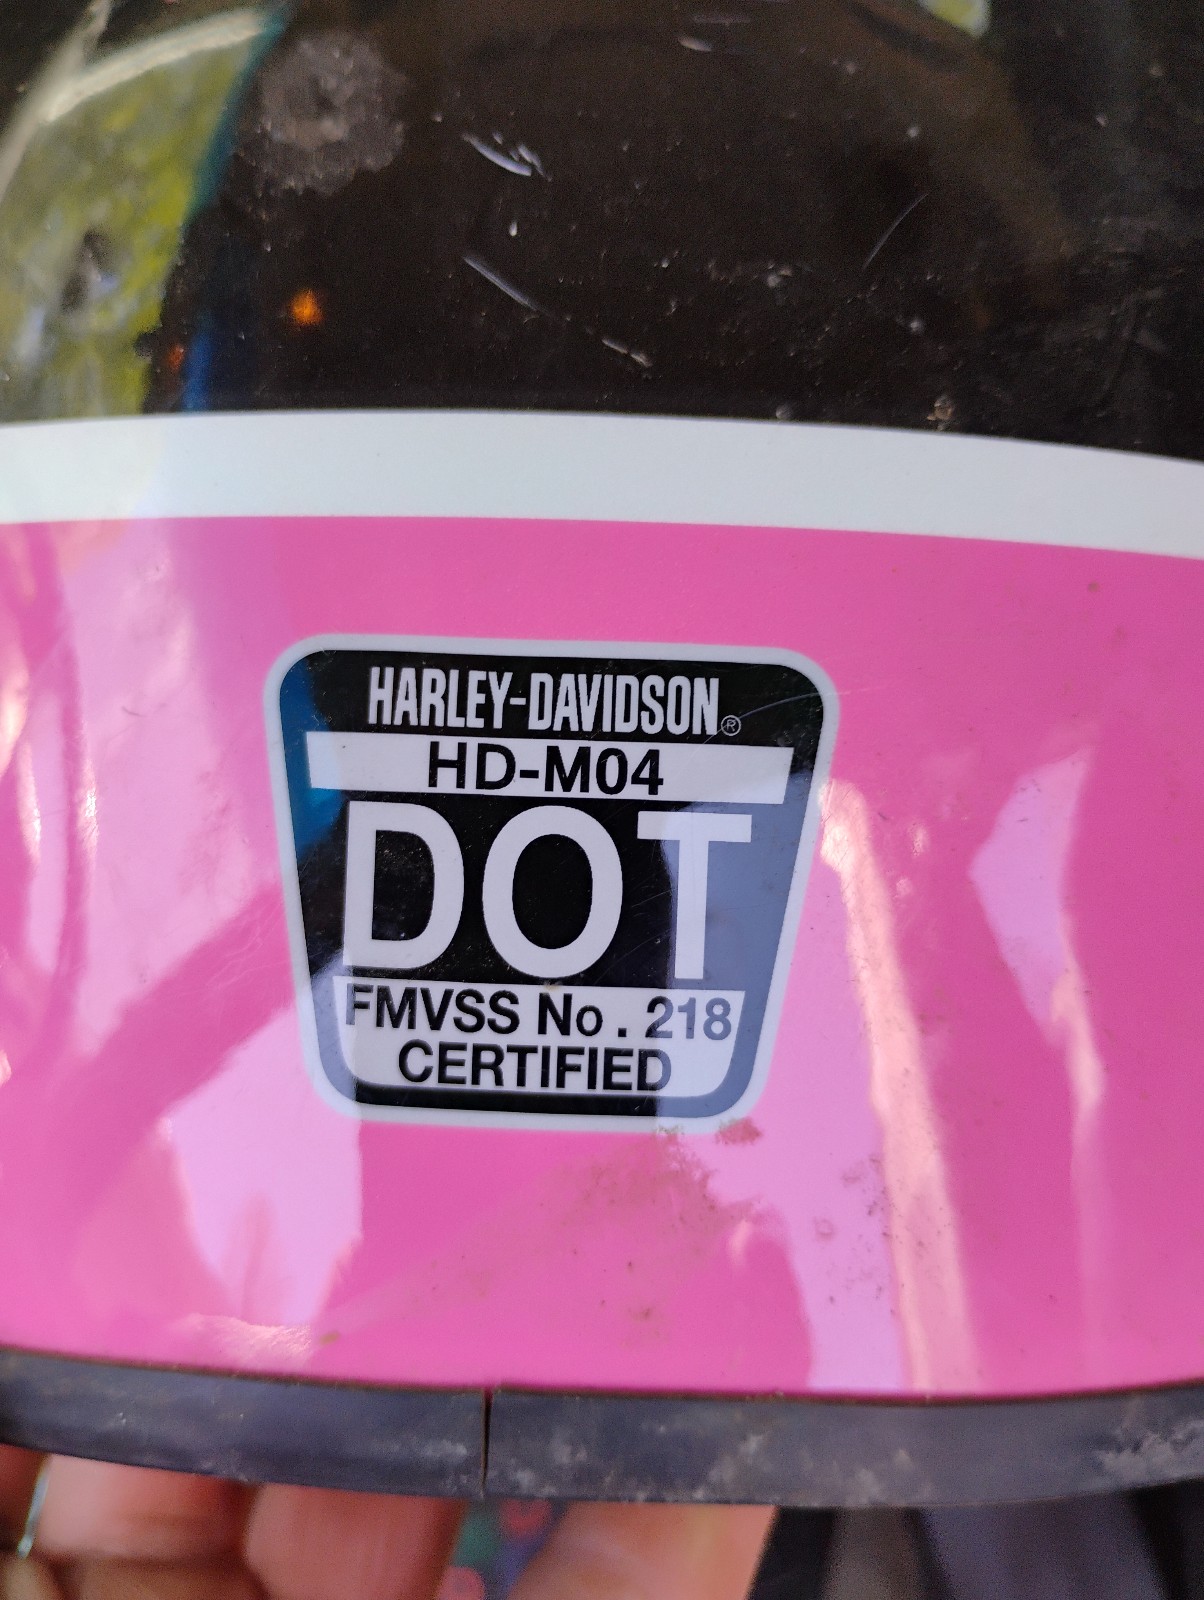 HARLEY-DAVIDSON®
HD-M04
DOT
FMVSS No. 218
CERTIFIED